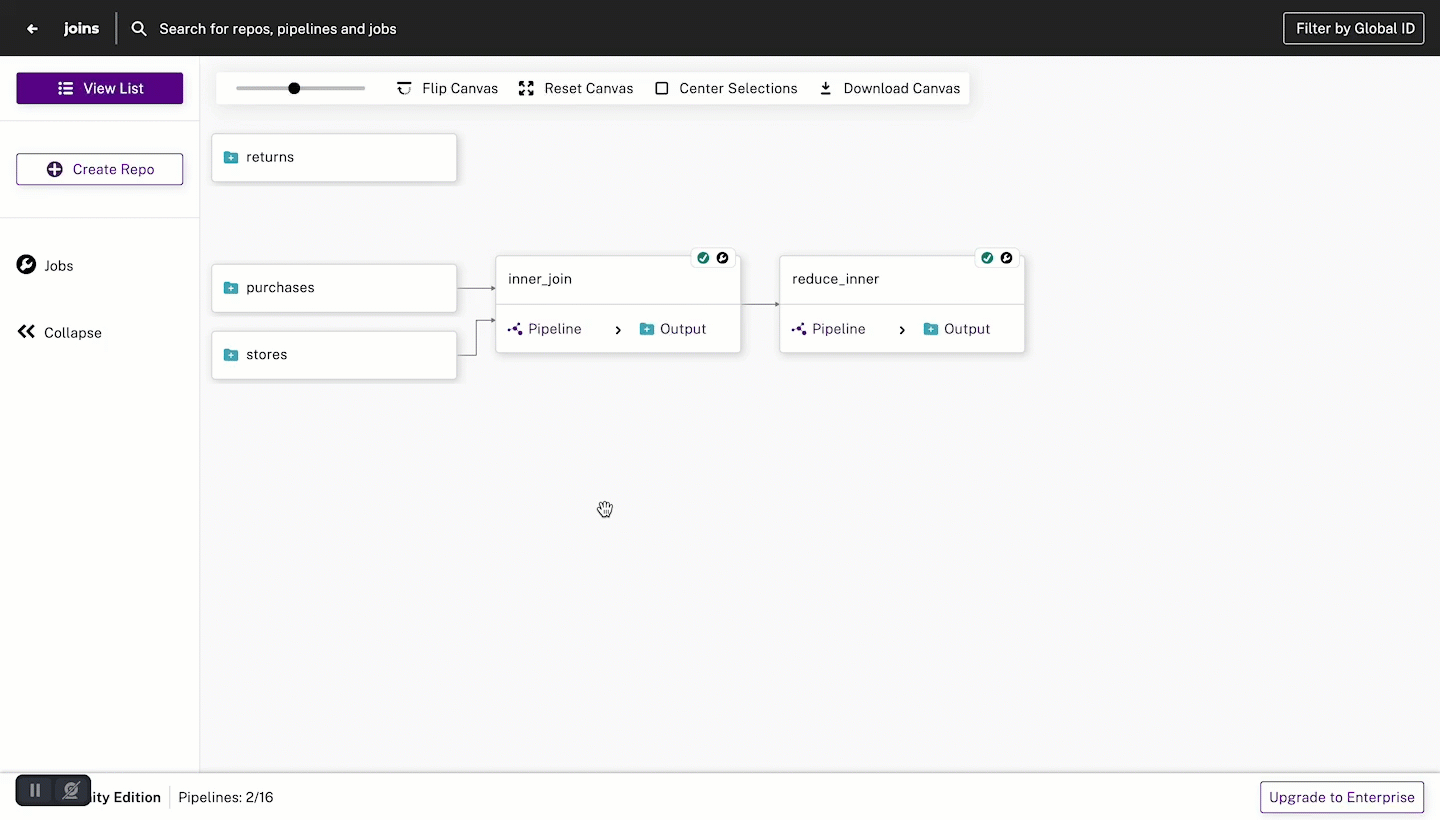 joins
Search for repos, pipelines and jobs
Filter by Global ID
View List
Flip Canvas
Reset Canvas
Center Selections
Download Canvas
Create Repo
returns
Jobs
purchases
inner_join
reduce_inner
Pipeline
Output
Pipeline
Output
Collapse
stores
Edition
Pipelines: 2/16
Upgrade to Enterprise